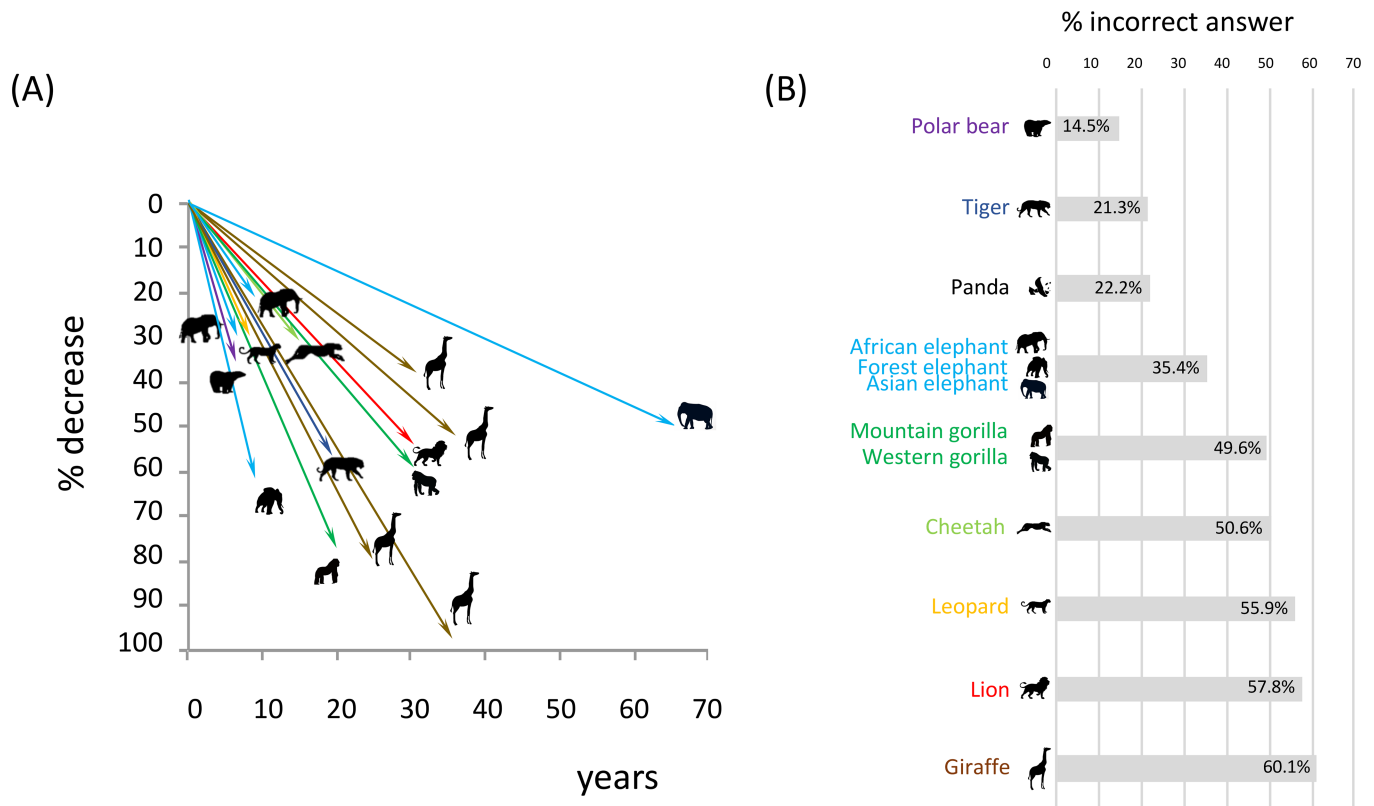 (A)
% decrease
0
10
20
30
40
50
60
70
80
90
100
0 10 20 30 40 50 60 70
years
(B)
% incorrect answer
0 10 20 30 40 50 60 70
Polar bear 14.5%
Tiger 21.3%
Panda 22.2%
African elephant
Forest elephant 35.4%
Asian elephant
Mountain gorilla
Western gorilla 49.6%
Cheetah 50.6%
Leopard 55.9%
Lion 57.8%
Giraffe 60.1%